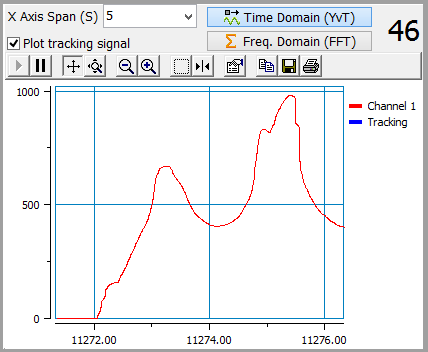 X Axis Span (S) 5
Time Domain (YvT)
46
Plot tracking signal
Freq. Domain (FFT)
1000
Channel 1
Tracking
500
0
11272.00 11274.00 11276.00